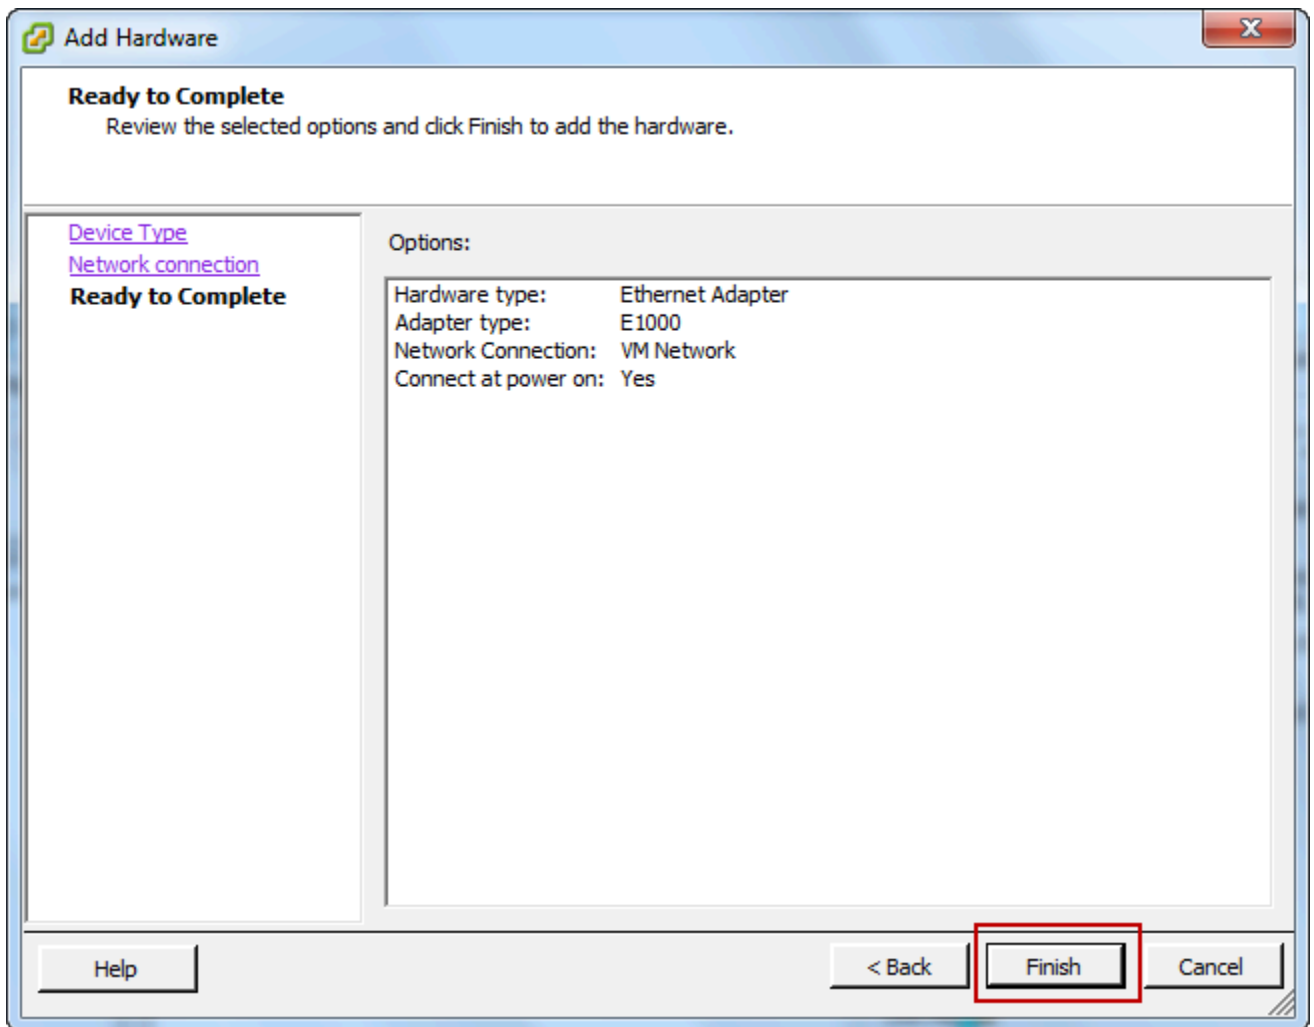 Add Hardware
Ready to Complete
Review the selected options and click Finish to add the hardware.
Device Type
Network connection
Ready to Complete
Options:
Hardware type: Ethernet Adapter
Adapter type: E1000
Network Connection: VM Network
Connect at power on: Yes
Help
< Back
Finish
Cancel